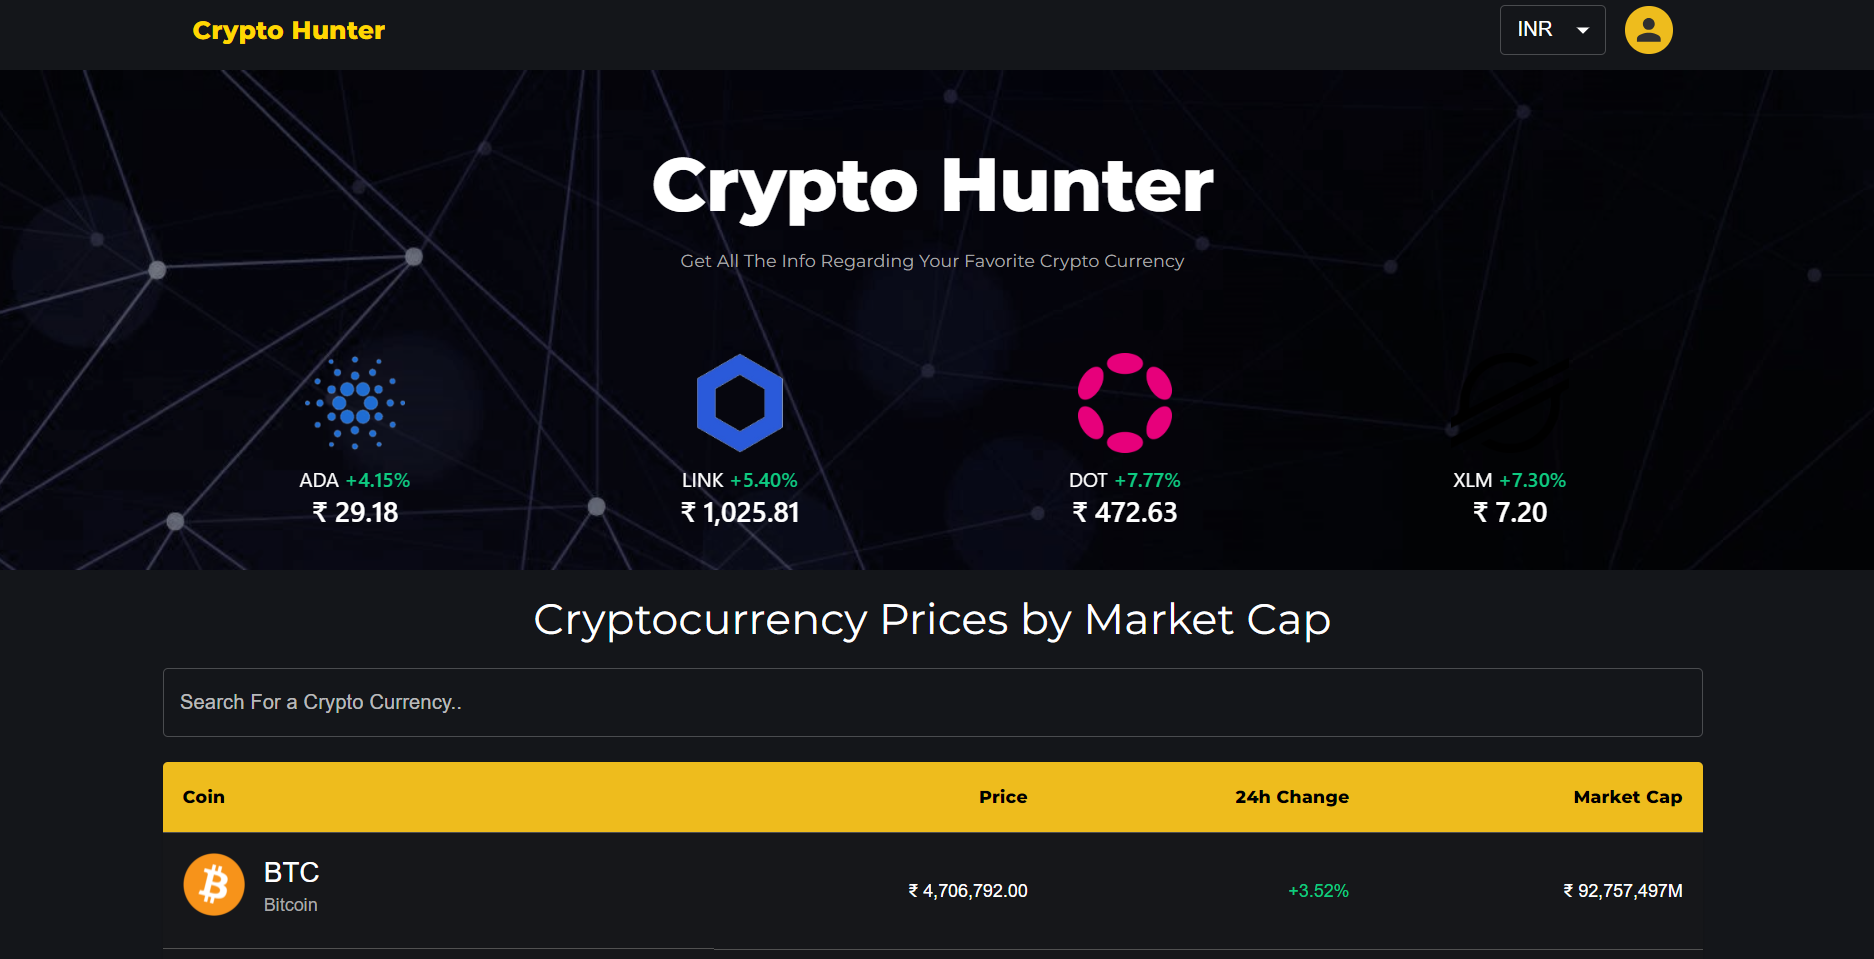 Crypto Hunter
INR
Crypto Hunter
Get All The Info Regarding Your Favorite Crypto Currency
ADA +4.15%
₹ 29.18
LINK +5.40%
₹ 1,025.81
DOT +7.77%
₹ 472.63
XLM +7.30%
₹ 7.20
Cryptocurrency Prices by Market Cap
Search For a Crypto Currency..
Coin Price 24h Change Market Cap
BTC
Bitcoin
₹ 4,706,792.00 +3.52% ₹ 92,757,497M